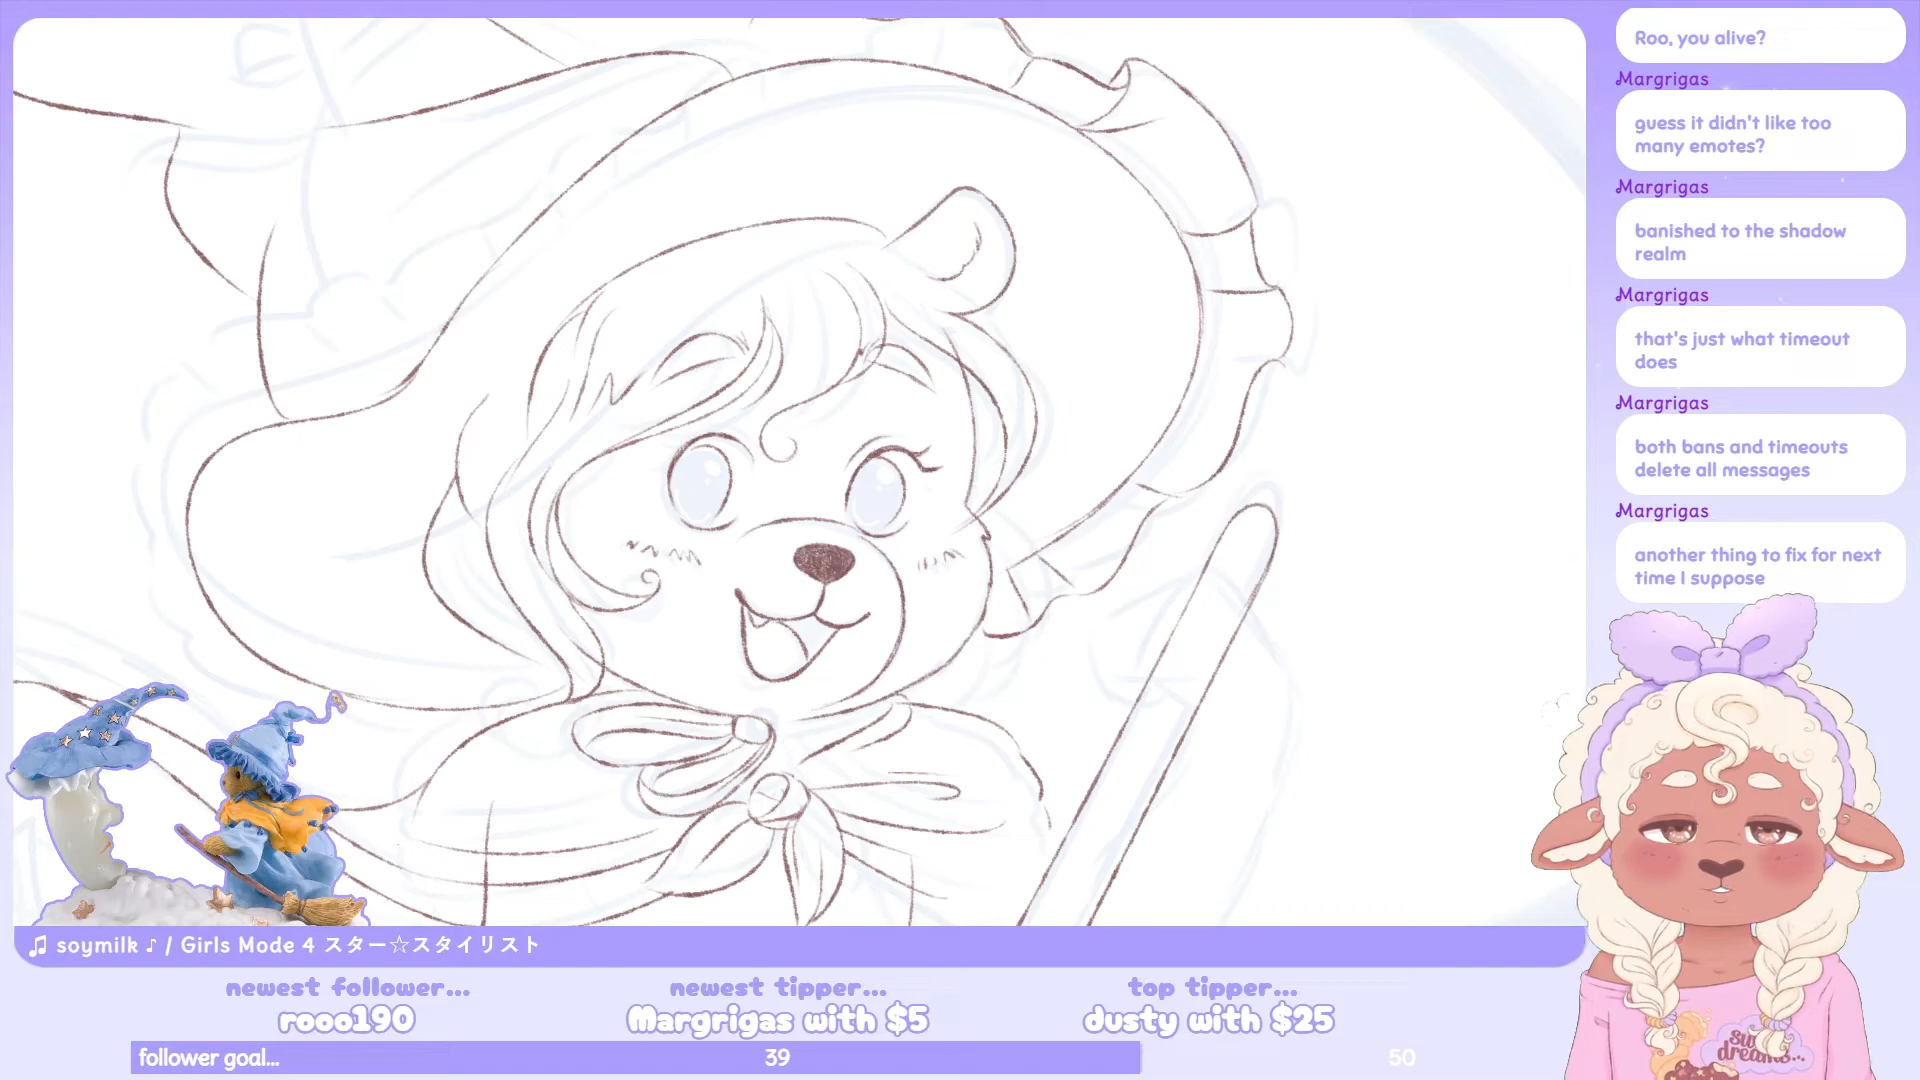 Roo, you alive?
Margrigas
guess it didn't like too
many emotes?
Margrigas
banished to the shadow
realm
Margrigas
that's just what timeout
does
Margrigas
both bans and timeouts
delete all messages
Margrigas
another thing to fix for next
time I suppose
♫ soymilk ♪ / Girls Mode 4 スター☆スタイリスト
newest follower...
rooo190
newest tipper...
Margrigas with $5
top tipper...
dusty with $25
follower goal...
39
50
dreams...